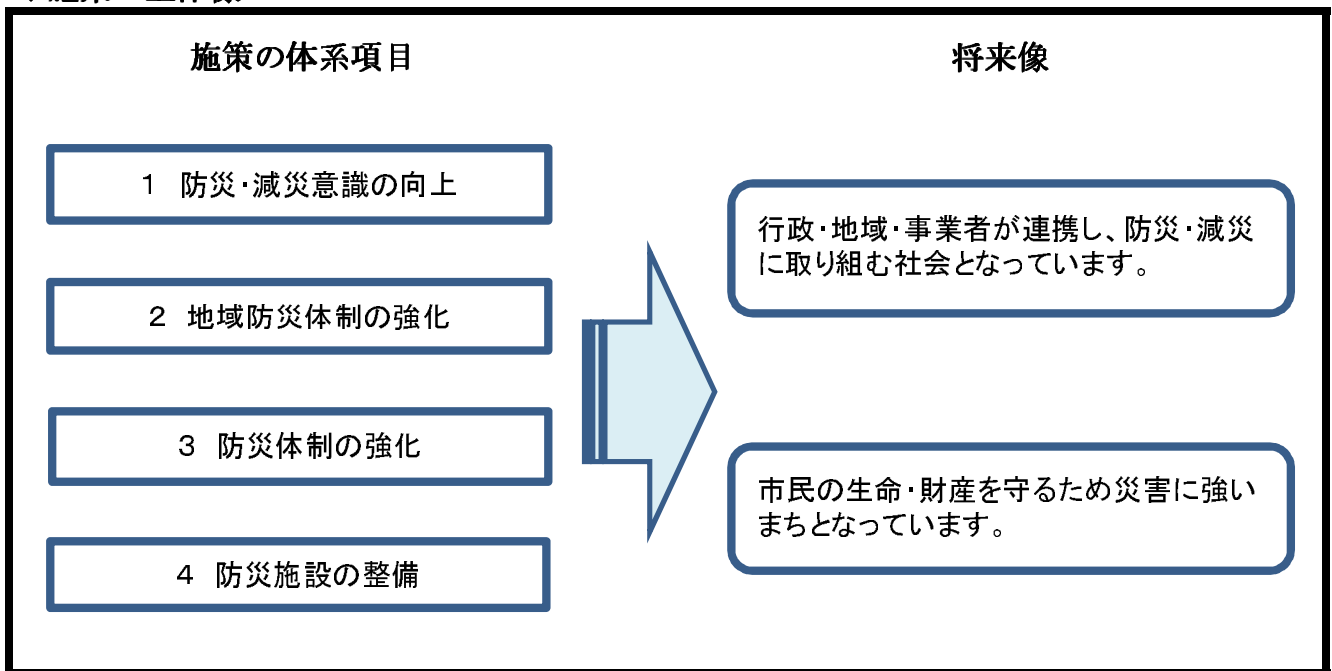 施策の体系項目
将来像
1 防災・減災意識の向上
2 地域防災体制の強化
3 防災体制の強化
4 防災施設の整備
行政・地域・事業者が連携し、防災・減災
に取り組む社会となっています。
市民の生命・財産を守るため災害に強い
まちとなっています。